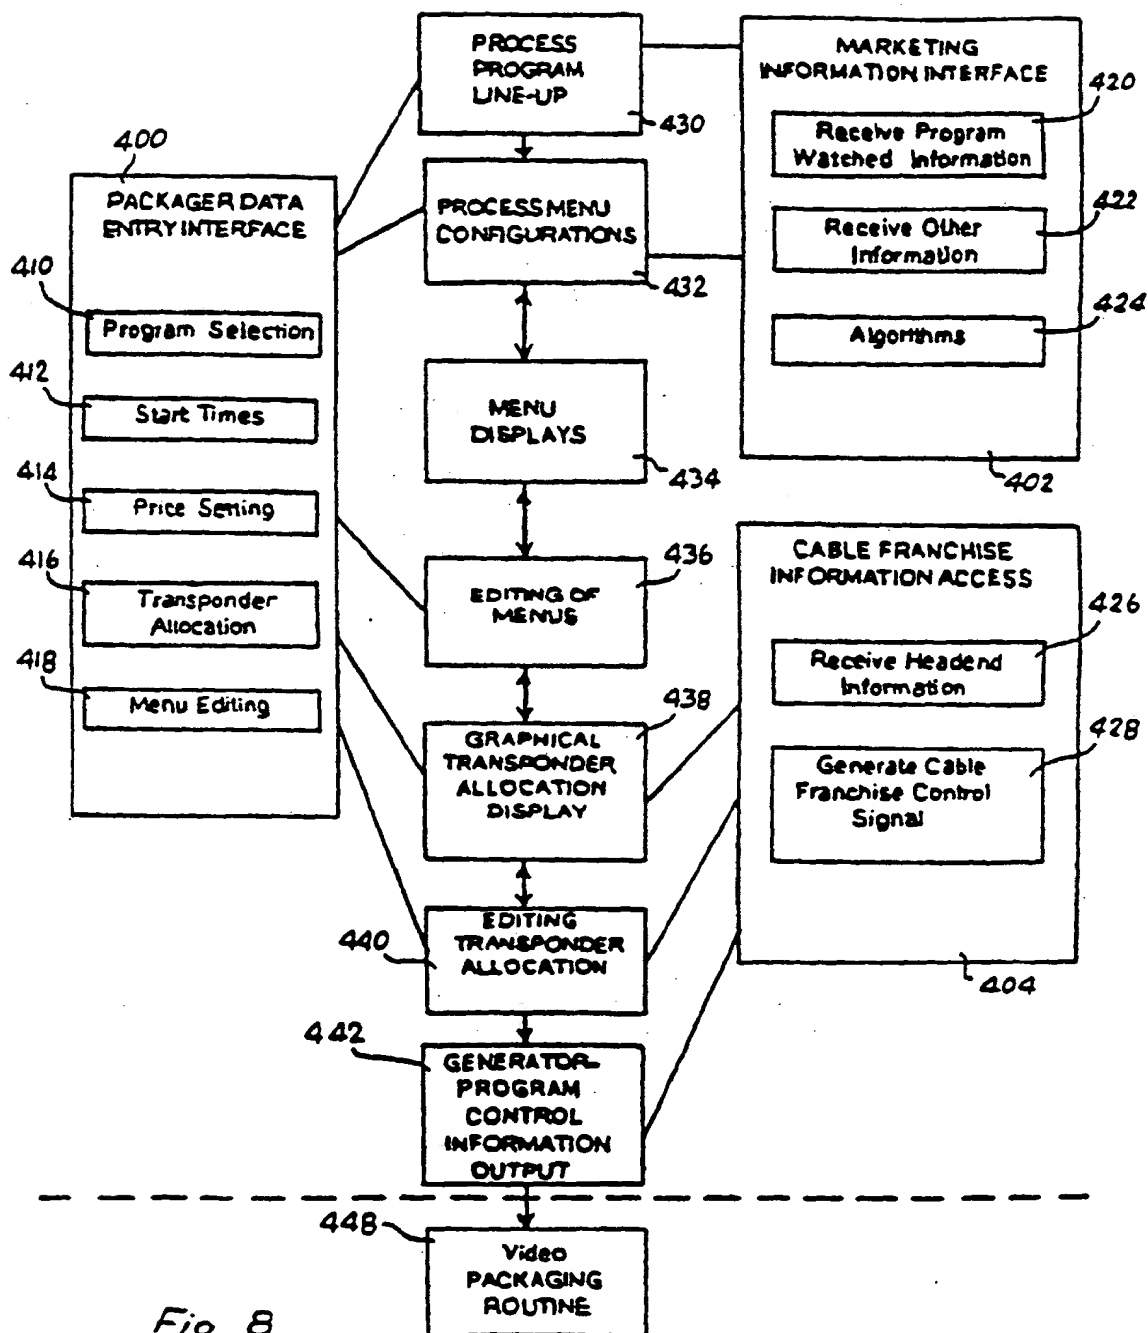 PROCESS
PROGRAM
LINE-UP
430
MARKETING
INFORMATION INTERFACE
420
Receive Program
Watched Information
422
Receive Other
Information
424
Algorithms
402
400
PACKAGER DATA
ENTRY INTERFACE
410
Program Selection
412
Start Times
414
Price Setting
416
Transponder
Allocation
418
Menu Editing
PROCESS MENU
CONFIGURATIONS
432
MENU
DISPLAYS
434
EDITING OF
MENUS
436
GRAPHICAL
TRANSPONDER
ALLOCATION
DISPLAY
438
CABLE FRANCHISE
INFORMATION ACCESS
426
Receive Headend
Information
428
Generate Cable
Franchise Control
Signal
404
EDITING
TRANSPONDER
ALLOCATION
440
442
GENERATOR-
PROGRAM
CONTROL
INFORMATION
OUTPUT
448
Video
PACKAGING
ROUTINE
Fig 8